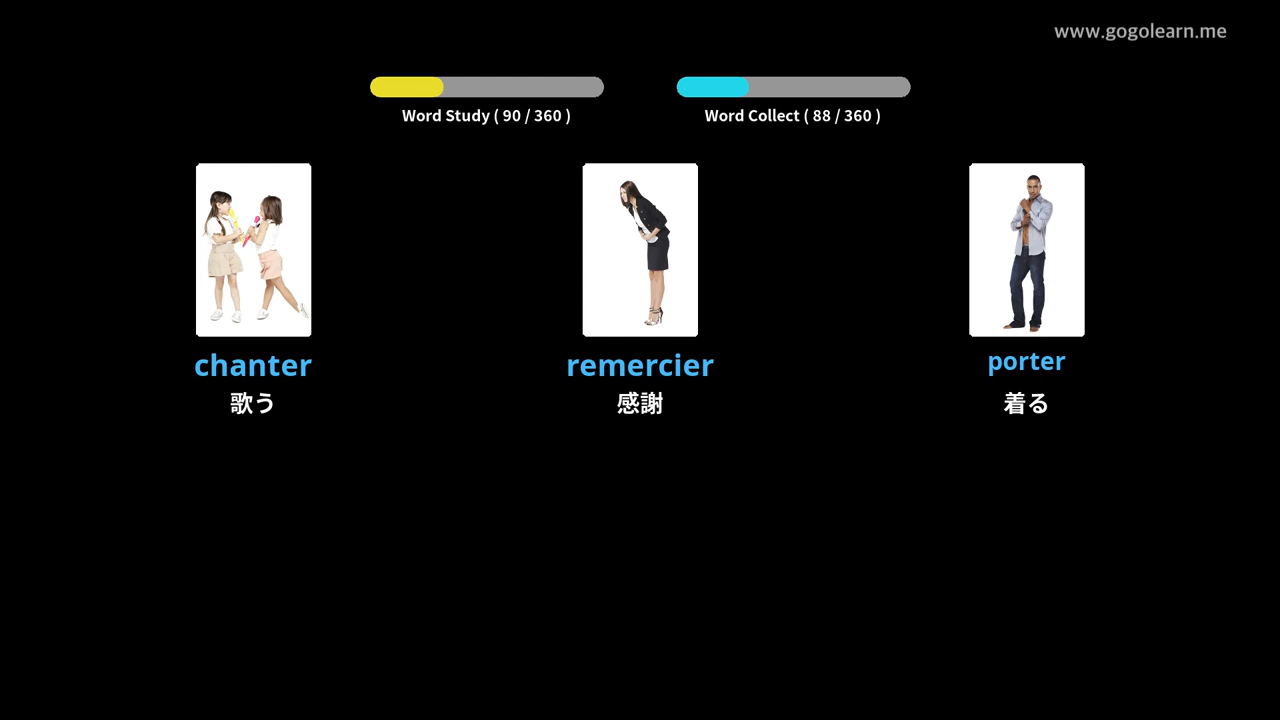 www.gogolearn.me
Word Study ( 90 / 360 )
Word Collect ( 88 / 360 )
chanter
歌う
remercier
感謝
porter
着る